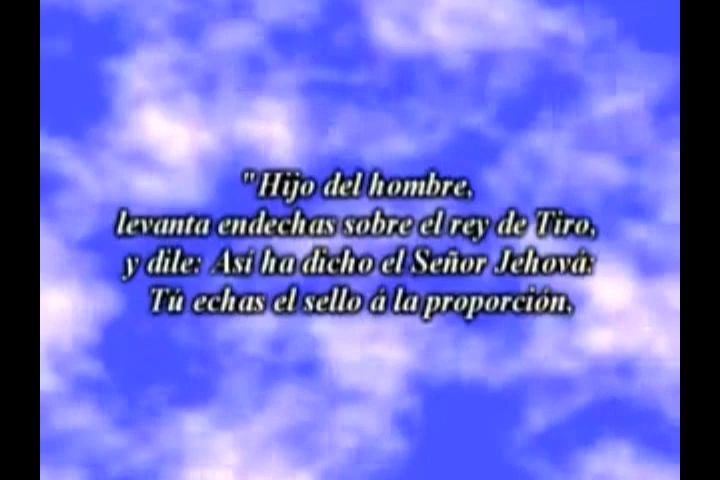 "Hijo del hombre,
levanta endechas sobre el rey de Tiro,
y dile: Así ha dicho el Señor Jehová:
Tú echas el sello á la proporción,